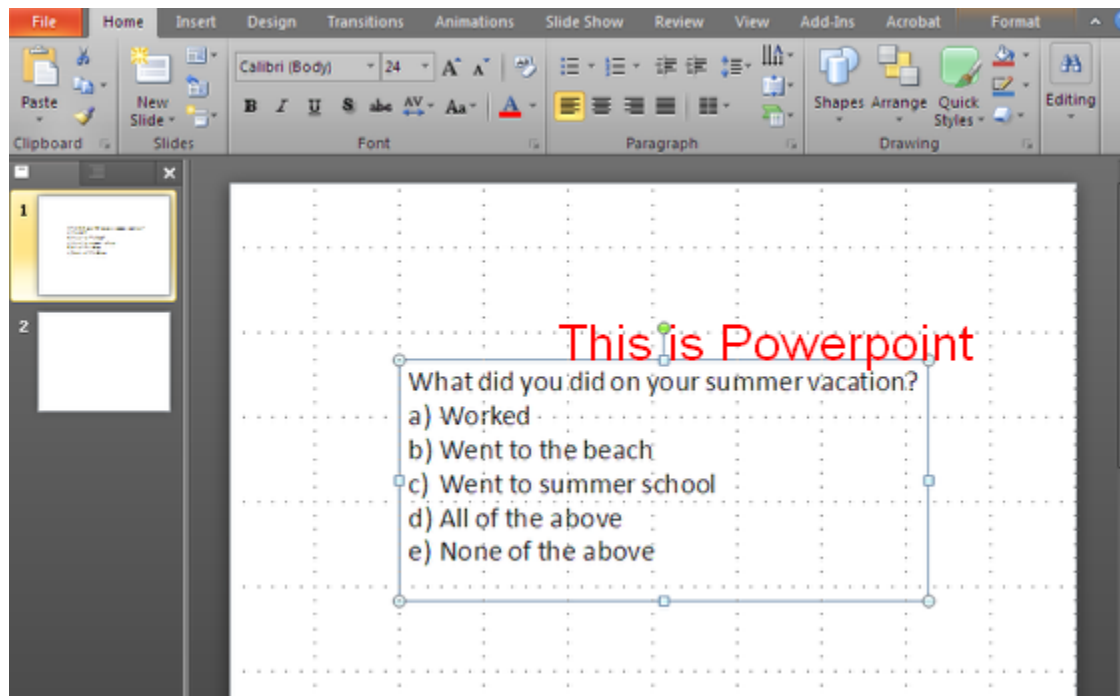 File Home Insert Design Transitions Animations Slide Show Review View Add-Ins Acrobat Format
Calibri (Body) 24
B I U S abc AV Aa A
Paste New Slide Shapes Arrange Quick Styles Editing
Clipboard Slides Font Paragraph Drawing
1
2
This is Powerpoint
What did you did on your summer vacation?
a) Worked
b) Went to the beach
c) Went to summer school
d) All of the above
e) None of the above